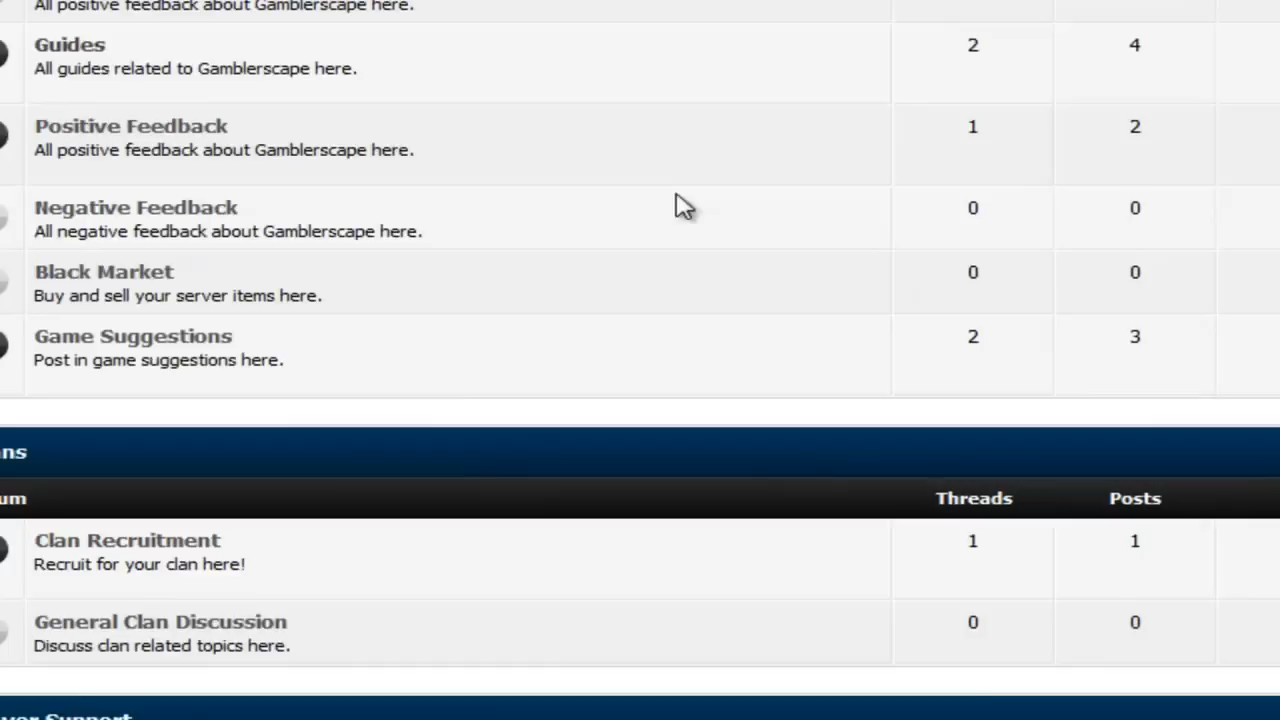 All positive feedback about Gamblerscape here.
Guides 2 4
All guides related to Gamblerscape here.
Positive Feedback 1 2
All positive feedback about Gamblerscape here.
Negative Feedback 0 0
All negative feedback about Gamblerscape here.
Black Market 0 0
Buy and sell your server items here.
Game Suggestions 2 3
Post in game suggestions here.
ans
um Threads Posts
Clan Recruitment 1 1
Recruit for your clan here!
General Clan Discussion 0 0
Discuss clan related topics here.
ver Support